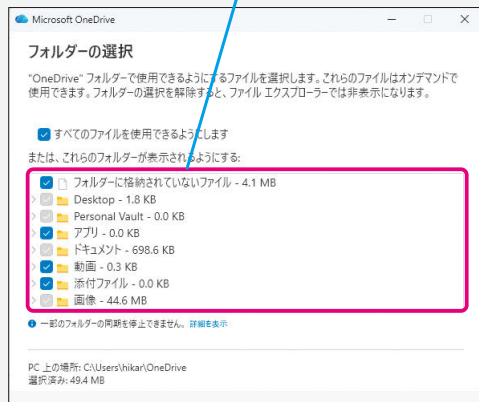 Microsoft OneDrive
フォルダーの選択
"OneDrive" フォルダーで使用できるようにするファイルを選択します。これらのファイルはオンデマンドで
使用できます。フォルダーの選択を解除すると、ファイル エクスプローラーでは非表示になります。
すべてのファイルを使用できるようにします
または、これらのフォルダーが表示されるようにする:
フォルダーに格納されていないファイル - 4.1 MB
Desktop - 1.8 KB
Personal Vault - 0.0 KB
アプリ - 0.0 KB
ドキュメント - 698.6 KB
動画 - 0.3 KB
添付ファイル - 0.0 KB
画像 - 44.6 MB
一部のフォルダーの同期を停止できません。 詳細を表示
PC 上の場所: C:\Users\hikar\OneDrive
選択済み: 49.4 MB